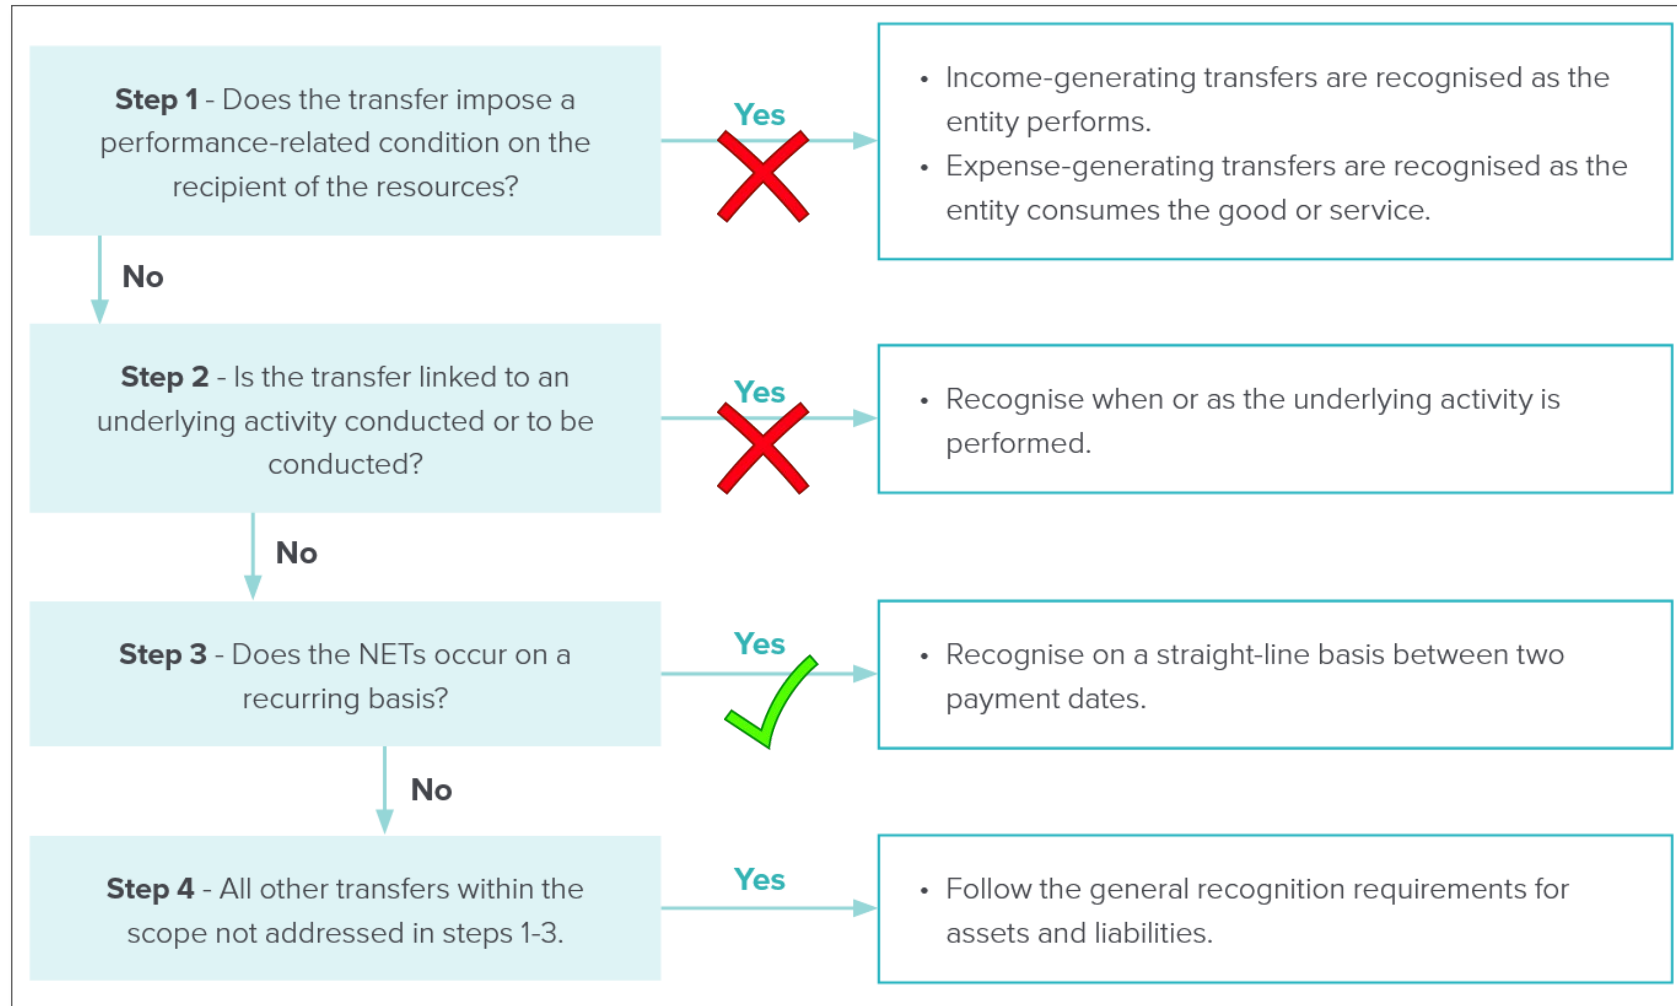 Step 1 - Does the transfer impose a
performance-related condition on the
recipient of the resources?
Yes
• Income-generating transfers are recognised as the
entity performs.
• Expense-generating transfers are recognised as the
entity consumes the good or service.
No
Step 2 - Is the transfer linked to an
underlying activity conducted or to be
conducted?
Yes
• Recognise when or as the underlying activity is
performed.
No
Step 3 - Does the NETs occur on a
recurring basis?
Yes
• Recognise on a straight-line basis between two
payment dates.
No
Step 4 - All other transfers within the
scope not addressed in steps 1-3.
Yes
• Follow the general recognition requirements for
assets and liabilities.